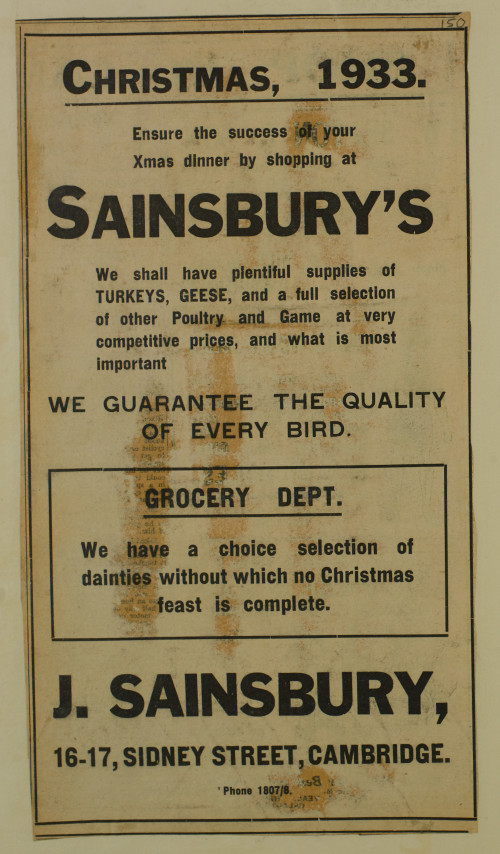 150
CHRISTMAS, 1933.
Ensure the success of your
Xmas dinner by shopping at
SAINSBURY'S
We shall have plentiful supplies of
TURKEYS, GEESE, and a full selection
of other Poultry and Game at very
competitive prices, and what is most
important
WE GUARANTEE THE QUALITY
OF EVERY BIRD.
GROCERY DEPT.
We have a choice selection of
dainties without which no Christmas
feast is complete.
J. SAINSBURY,
16-17, SIDNEY STREET, CAMBRIDGE.
'Phone 1807/8.